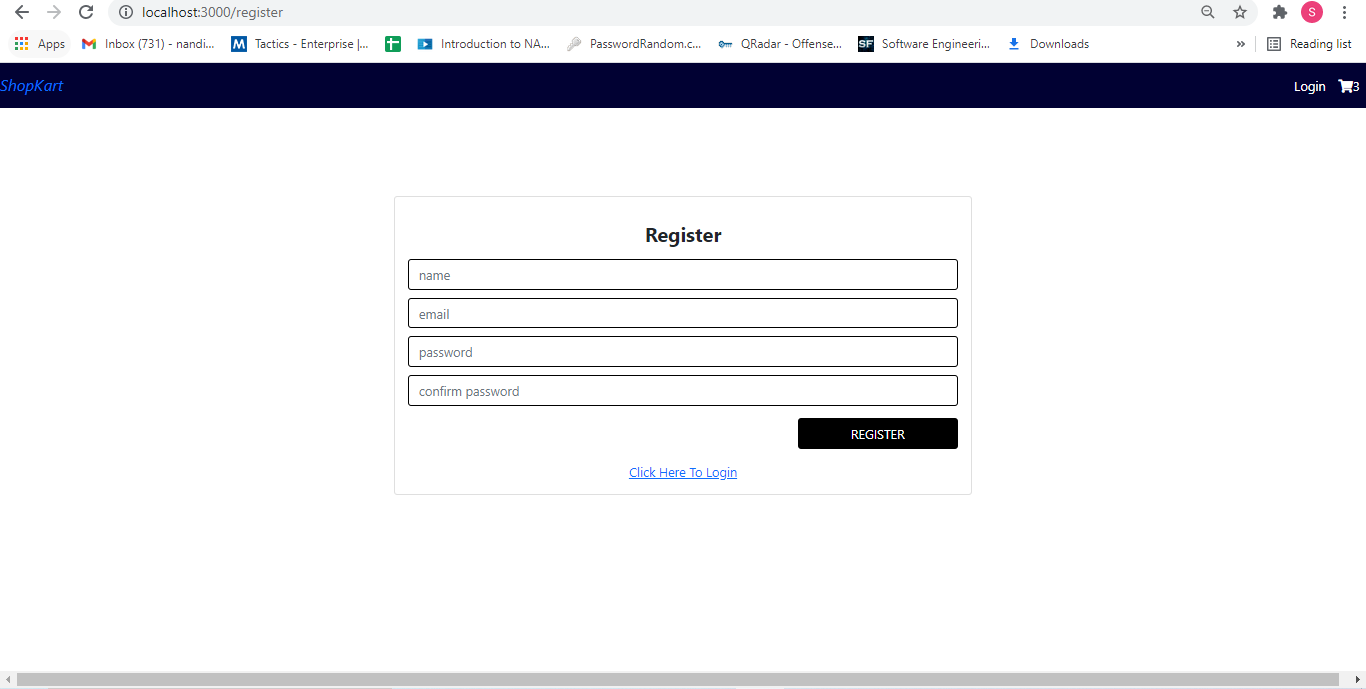 localhost:3000/register
S
Apps Inbox (731) - nandi... M Tactics - Enterprise |... Introduction to NA... PasswordRandom.c... QRadar - Offense... SF Software Engineeri... Downloads » Reading list
ShopKart Login 3
Register
name
email
password
confirm password
REGISTER
Click Here To Login